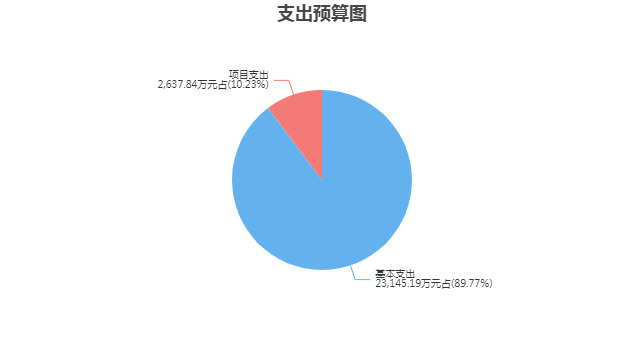 支出预算图
项目支出
2,637.84万元占(10.23%)
基本支出
23,145.19万元占(89.77%)